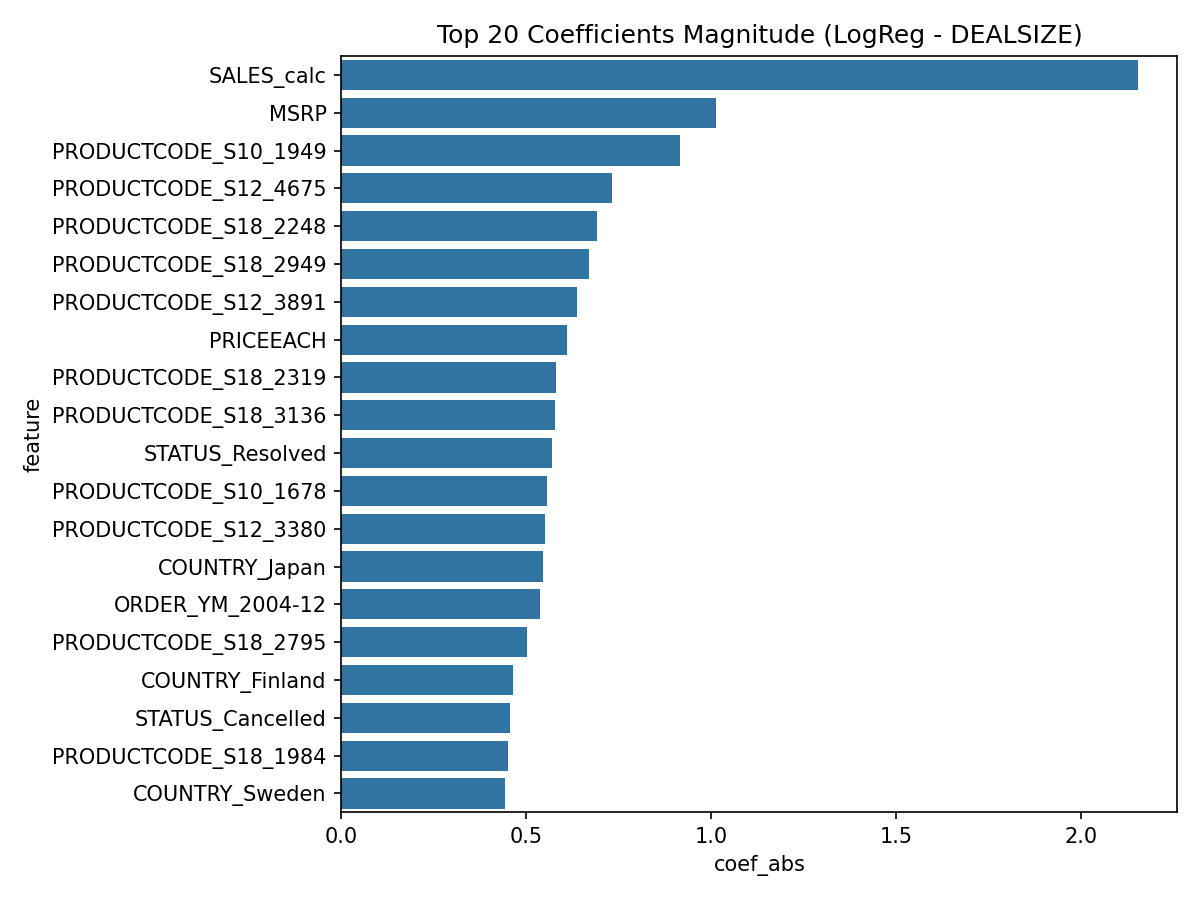 Top 20 Coefficients Magnitude (LogReg - DEALSIZE)
SALES_calc
MSRP
PRODUCTCODE_S10_1949
PRODUCTCODE_S12_4675
PRODUCTCODE_S18_2248
PRODUCTCODE_S18_2949
PRODUCTCODE_S12_3891
PRICEEACH
PRODUCTCODE_S18_2319
PRODUCTCODE_S18_3136
STATUS_Resolved
PRODUCTCODE_S10_1678
PRODUCTCODE_S12_3380
COUNTRY_Japan
ORDER_YM_2004-12
PRODUCTCODE_S18_2795
COUNTRY_Finland
STATUS_Cancelled
PRODUCTCODE_S18_1984
COUNTRY_Sweden
feature
0.0 0.5 1.0 1.5 2.0
coef_abs